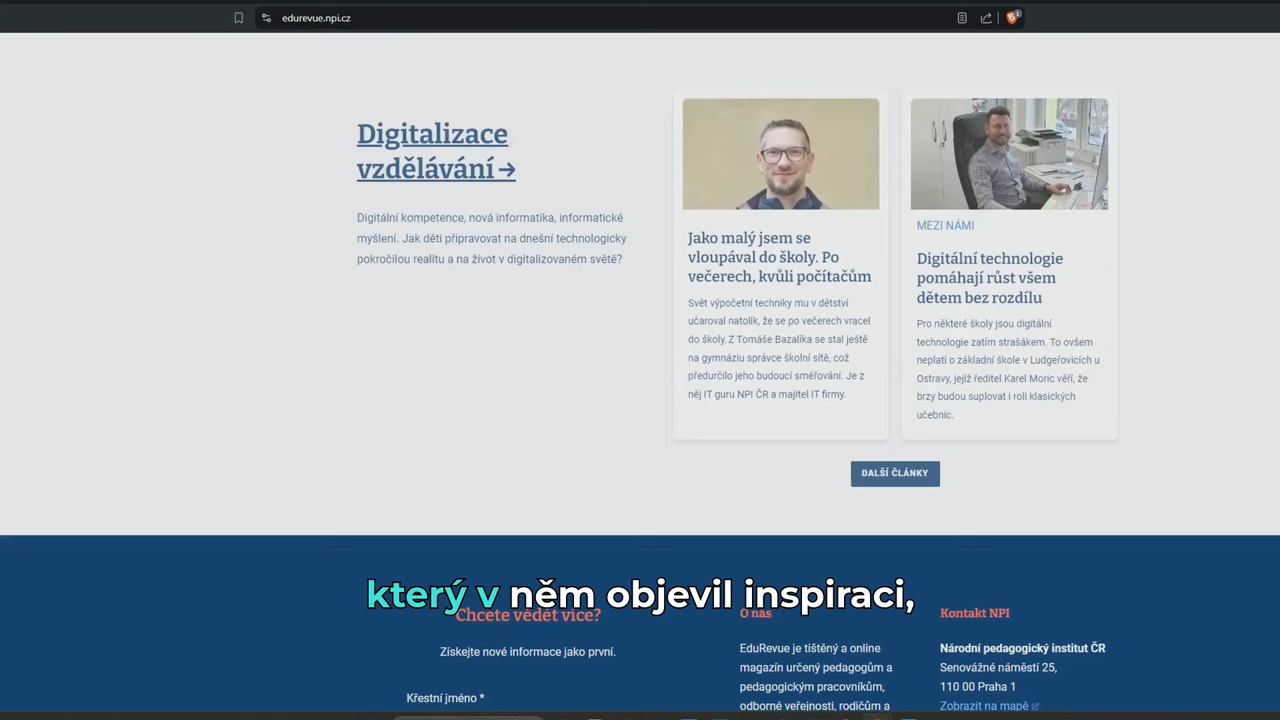 edurevue.npi.cz
Digitalizace
vzdělávání →
Digitální kompetence, nová informatika, informatické
myšlení. Jak děti připravovat na dnešní technologicky
pokročilou realitu a na život v digitalizovaném světě?
Jako malý jsem se
vloupával do školy. Po
večerech, kvůli počítačům
Svět výpočetní techniky mu v dětství
učaroval natolik, že se po večerech vracel
do školy. Z Tomáše Bazalíka se stal ještě
na gymnáziu správce školní sítě, což
předurčilo jeho budoucí směřování. Je z
něj IT guru NPI ČR a majitel IT firmy.
MEZI NÁMI
Digitální technologie
pomáhají růst všem
dětem bez rozdílu
Pro některé školy jsou digitální
technologie zatím strašákem. To ovšem
neplatí o základní škole v Ludgeřovicích u
Ostravy, jejíž ředitel Karel Moric věří, že
brzy budou suplovat i roli klasických
učebnic.
DALŠÍ ČLÁNKY
který v něm objevil inspiraci,
Chcete vědět více?
Získejte nové informace jako první.
Křestní jméno *
O nás
EduRevue je tištěný a online
magazín určený pedagogům a
pedagogickým pracovníkům,
odborné veřejnosti, rodičům a
Kontakt NPI
Národní pedagogický institut ČR
Senovážné náměstí 25,
110 00 Praha 1
Zobrazit na mapě